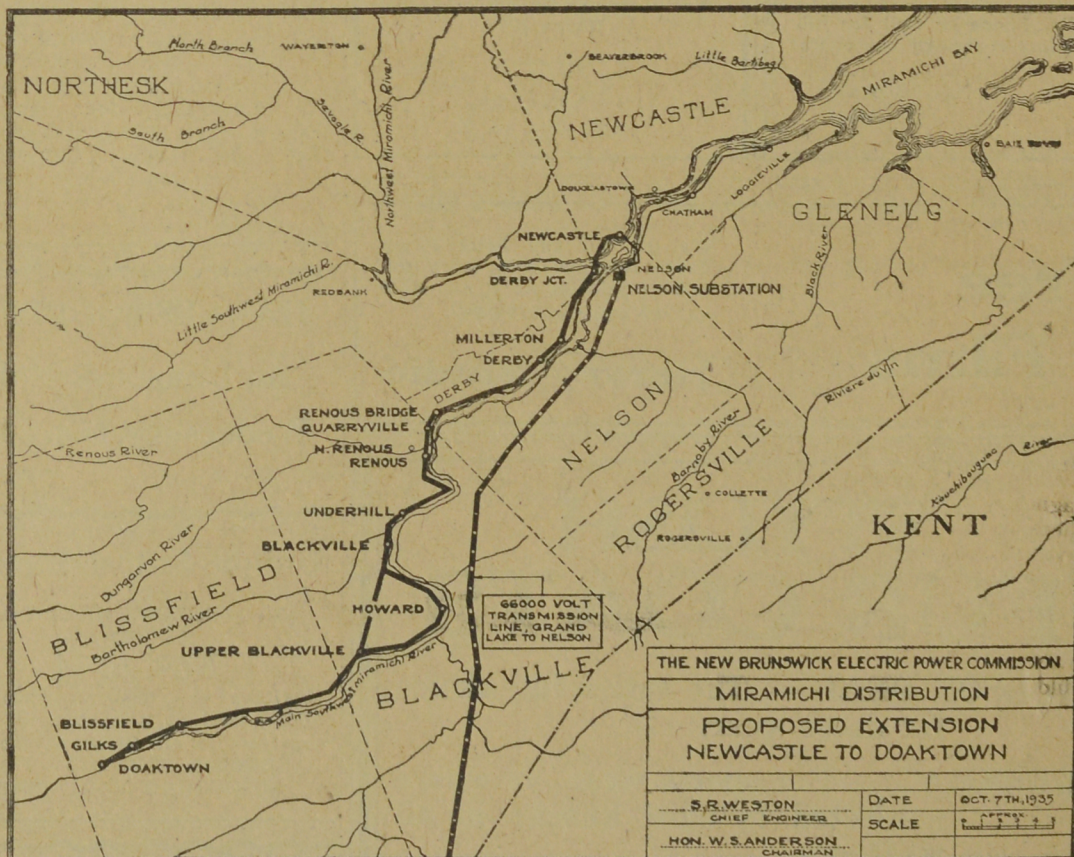 North Branch
WAYERTON
NORTHESK
South Branch
Sevogle R.
Northwest Miramichi River
BEAVERBROOK
Little Bartibog
NEWCASTLE
MIRAMICHI BAY
BAIE
DOUGLASTOWN
LOGGIEVILLE
CHATHAM
GLENELG
NEWCASTLE
NELSON
DERBY JCT.
NELSON SUBSTATION
Black River
REDBANK
Little Southwest Miramichi R.
MILLERTON
DERBY
DERBY
Riviere du Vin
RENOUS BRIDGE
QUARRYVILLE
N. RENOUS
RENOUS
Renous River
NELSON
Barnaby River
ROGERSVILLE
COLLETTE
ROGERSVILLE
Kouchibouguac River
KENT
UNDERHILL
BLACKVILLE
Dungarvon River
BLISSFIELD
HOWARD
Bartholomew River
UPPER BLACKVILLE
66000 VOLT
TRANSMISSION
LINE, GRAND
LAKE TO NELSON
Main Southwest Miramichi River
BLACKVILLE
BLISSFIELD
GILKS
DOAKTOWN
THE NEW BRUNSWICK ELECTRIC POWER COMMISSION
MIRAMICHI DISTRIBUTION
PROPOSED EXTENSION
NEWCASTLE TO DOAKTOWN
S.R. WESTON
CHIEF ENGINEER
DATE OCT. 7TH, 1935
SCALE APPROX.
HON. W. S. ANDERSON
CHAIRMAN